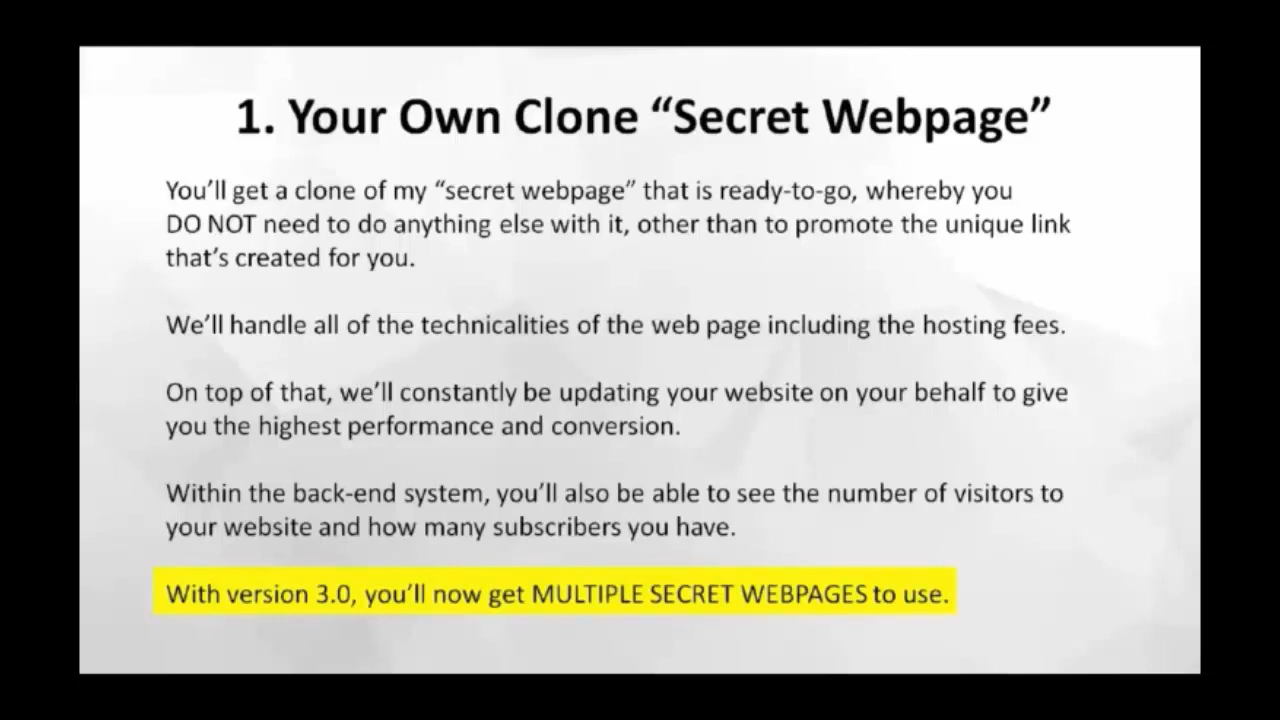 1. Your Own Clone “Secret Webpage”
You’ll get a clone of my “secret webpage” that is ready-to-go, whereby you
DO NOT need to do anything else with it, other than to promote the unique link
that’s created for you.
We’ll handle all of the technicalities of the web page including the hosting fees.
On top of that, we’ll constantly be updating your website on your behalf to give
you the highest performance and conversion.
Within the back-end system, you’ll also be able to see the number of visitors to
your website and how many subscribers you have.
With version 3.0, you’ll now get MULTIPLE SECRET WEBPAGES to use.